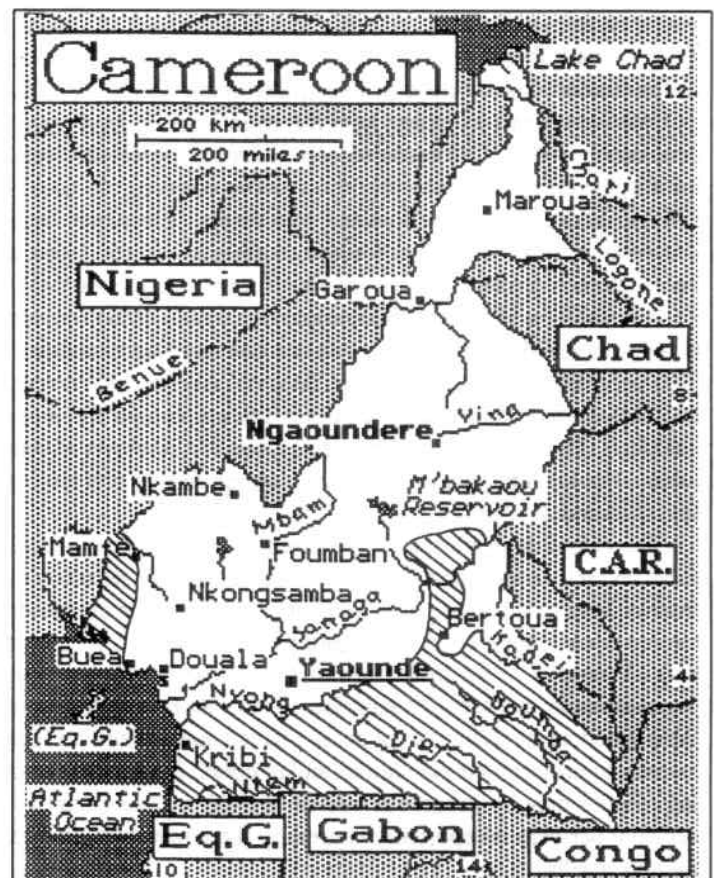 Cameroon
Lake Chad
12
200 km
200 miles
Chari
Maroua
Logone
Nigeria
Garoua
Chad
Benue
8
Vina
Ngaoundere
Nkambe
M'bakaou
Reservoir
Mbam
Mamfe
Foumban
C.A.R.
Nkongsamba
Sanaga
Bertoua
Kadei
Buea
Douala
Yaounde
4
Nyong
Boumba
(Eq.G.)
Dja
Kribi
Ntem
Atlantic
Ocean
Eq.G.
Gabon
Congo
10
14